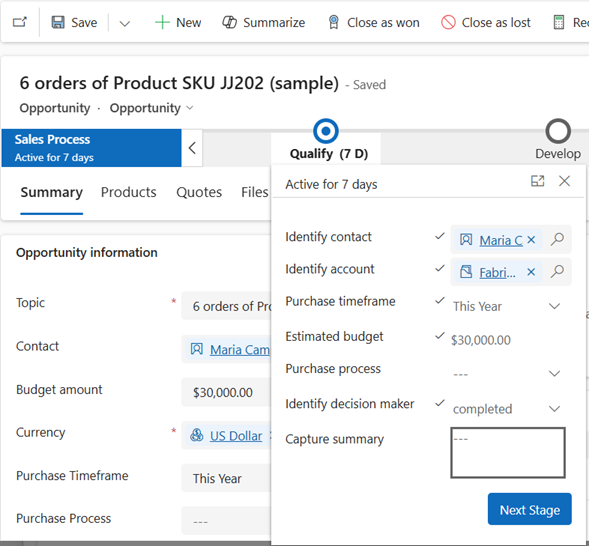 Save
New
Summarize
Close as won
Close as lost
6 orders of Product SKU JJ202 (sample) - Saved
Opportunity · Opportunity
Sales Process
Active for 7 days
Qualify (7 D)
Develop
Summary
Products
Quotes
Files
Active for 7 days
Identify contact
Maria C
Identify account
Fabri...
Purchase timeframe
This Year
Estimated budget
$30,000.00
Purchase process
---
Identify decision maker
completed
Capture summary
---
Next Stage
Opportunity information
Topic
*
6 orders of Pr
Contact
Maria Cam
Budget amount
$30,000.00
Currency
*
US Dollar
Purchase Timeframe
This Year
Purchase Process
---